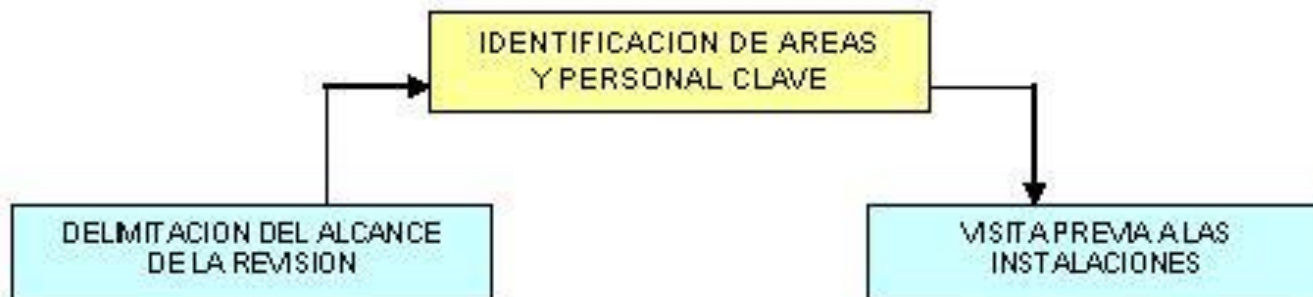 IDENTIFICACION DE AREAS
Y PERSONAL CLAVE
DELIMITACION DEL ALCANCE
DE LA REVISION
VISITA PREVIA A LAS
INSTALACIONES